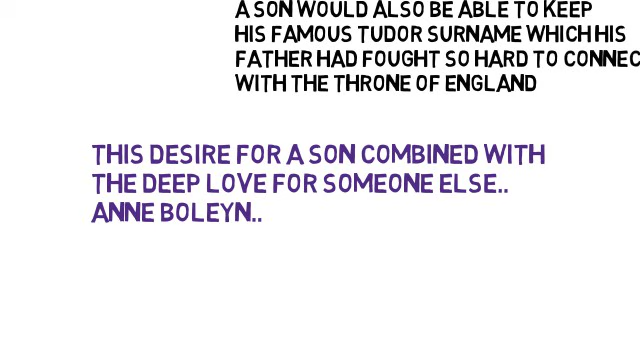 A SON WOULD ALSO BE ABLE TO KEEP
HIS FAMOUS TUDOR SURNAME WHICH HIS
FATHER HAD FOUGHT SO HARD TO CONNEC
WITH THE THRONE OF ENGLAND
THIS DESIRE FOR A SON COMBINED WITH
THE DEEP LOVE FOR SOMEONE ELSE..
ANNE BOLEYN..